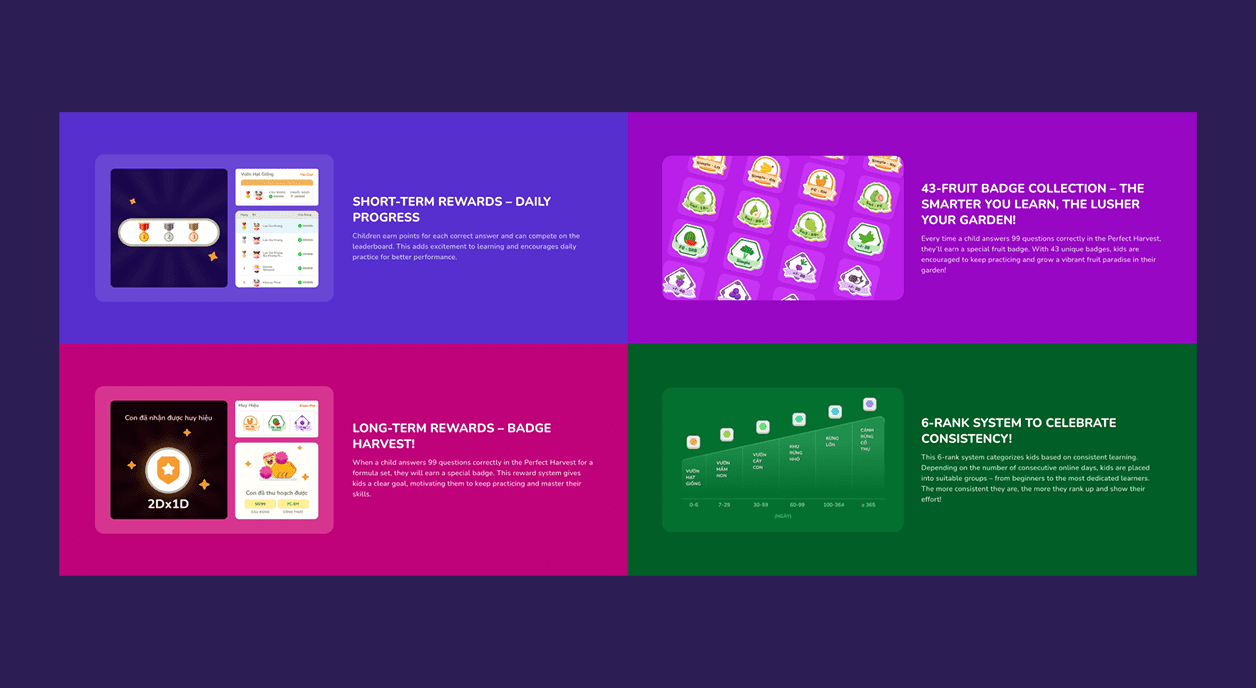 SHORT-TERM REWARDS – DAILY
PROGRESS
Children earn points for each correct answer and can compete on the
leaderboard. This adds excitement to learning and encourages daily
practice for better performance.
Vườn Hạt Giống
43-FRUIT BADGE COLLECTION – THE
SMARTER YOU LEARN, THE LUSHER
YOUR GARDEN!
Every time a child answers 99 questions correctly in the Perfect Harvest,
they'll earn a special fruit badge. With 43 unique badges, kids are
encouraged to keep practicing and grow a vibrant fruit paradise in their
garden!
Simple
Con đã nhận được huy hiệu
2Dx1D
Huy Hiệu
Con đã thu hoạch được
LONG-TERM REWARDS – BADGE
HARVEST!
When a child answers 99 questions correctly in the Perfect Harvest for a
formula set, they will earn a special badge. This reward system gives
kids a clear goal, motivating them to keep practicing and master their
skills.
VƯỜN
HẠT
GIỐNG
VƯỜN
MẦM
NON
VƯỜN
CÂY
CON
KHU
RỪNG
NHỎ
RỪNG
LỚN
CÁNH
RỪNG
CỔ
THỤ
0-6
7-29
30-59
60-99
100-364
≥ 365
(NGÀY)
6-RANK SYSTEM TO CELEBRATE
CONSISTENCY!
This 6-rank system categorizes kids based on consistent learning.
Depending on the number of consecutive online days, kids are placed
into suitable groups – from beginners to the most dedicated learners.
The more consistent they are, the more they rank up and show their
effort!